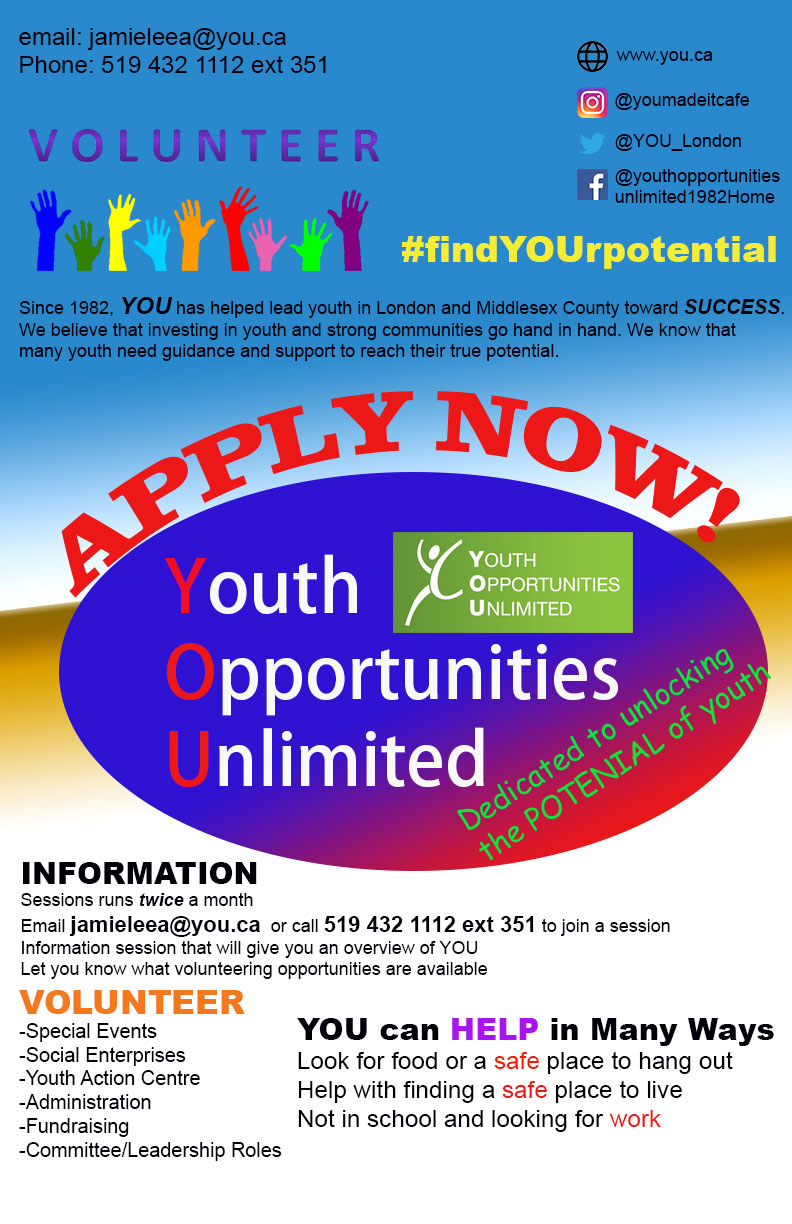 email: jamieleea@you.ca
Phone: 519 432 1112 ext 351
www.you.ca
@youmadeitcafe
@YOU_London
@youthopportunities
unlimited1982Home
VOLUNTEER
#findYOUrpotential
Since 1982, YOU has helped lead youth in London and Middlesex County toward SUCCESS.
We believe that investing in youth and strong communities go hand in hand. We know that
many youth need guidance and support to reach their true potential.
APPLY NOW!
Youth
Opportunities
Unlimited
YOUTH
OPPORTUNITIES
UNLIMITED
Dedicated to unlocking
the POTENIAL of youth
INFORMATION
Sessions runs twice a month
Email jamieleea@you.ca or call 519 432 1112 ext 351 to join a session
Information session that will give you an overview of YOU
Let you know what volunteering opportunities are available
VOLUNTEER
-Special Events
-Social Enterprises
-Youth Action Centre
-Administration
-Fundraising
-Committee/Leadership Roles
YOU can HELP in Many Ways
Look for food or a safe place to hang out
Help with finding a safe place to live
Not in school and looking for work